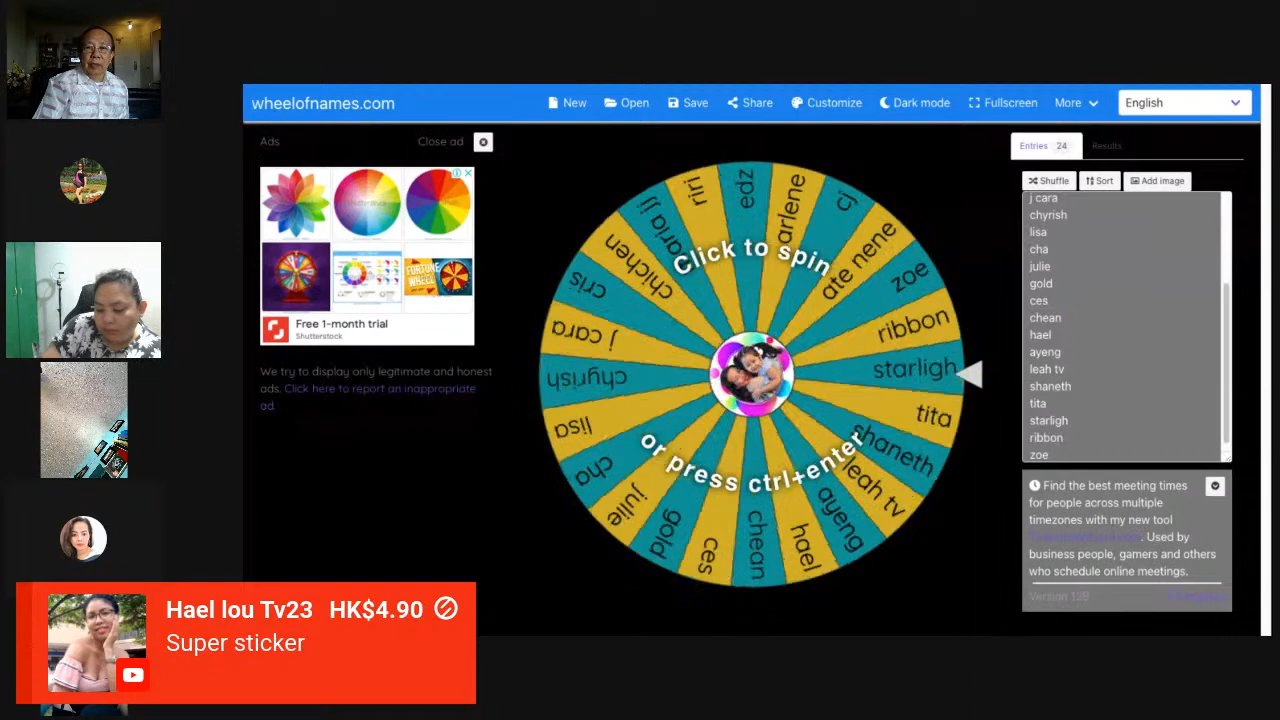 wheelofnames.com
New Open Save Share Customize Dark mode Fullscreen More English
Ads Close ad
Free 1-month trial
Shutterstock
We try to display only legitimate and honest
ads. Click here to report an inappropriate
ad.
FORTUNE
WHEEL
Click to spin
or press ctrl+enter
riri
edz
arlene
cj
ate nene
zoe
ribbon
starligh
tita
shaneth
leah tv
ayeng
hael
chean
ces
gold
julie
cha
lisa
chyrish
j cara
cris
chichen
maria jj
Entries 24 Results
Shuffle Sort Add image
j cara
chyrish
lisa
cha
julie
gold
ces
chean
hael
ayeng
leah tv
shaneth
tita
starligh
ribbon
zoe
Find the best meeting times
for people across multiple
timezones with my new tool
. Used by
business people, gamers and others
who schedule online meetings.
Version 128
Hael lou Tv23 HK$4.90
Super sticker